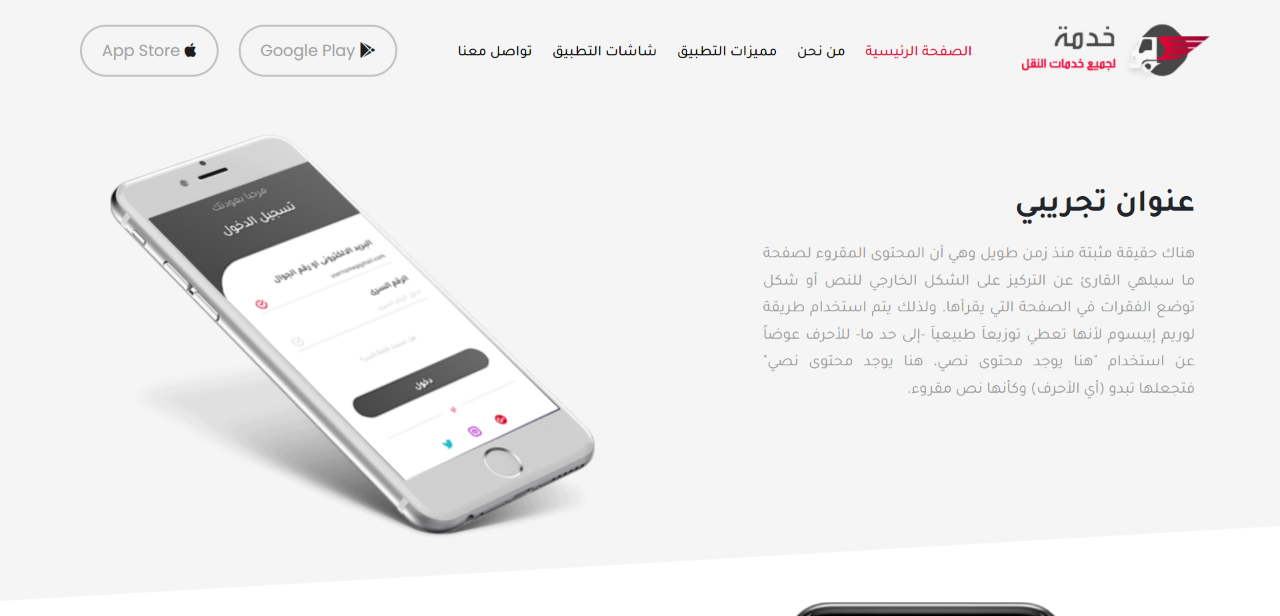 خدمة
لجميع خدمات النقل
الصفحة الرئيسية
من نحن
مميزات التطبيق
شاشات التطبيق
تواصل معنا
Google Play
App Store
عنوان تجريبي
هناك حقيقة مثبتة منذ زمن طويل وهي أن المحتوى المقروء لصفحة
ما سيلهي القارئ عن التركيز على الشكل الخارجي للنص أو شكل
توضع الفقرات في الصفحة التي يقرأها. ولذلك يتم استخدام طريقة
لوريم إيبسوم لأنها تعطي توزيعاَ طبيعياَ -إلى حد ما- للأحرف عوضاً
عن استخدام "هنا يوجد محتوى نصي، هنا يوجد محتوى نصي"
فتجعلها تبدو (أي الأحرف) وكأنها نص مقروء.
مرحبا بعودتك
تسجيل الدخول
البريد الالكتروني او رقم الجوال
الرقم السري
دخول